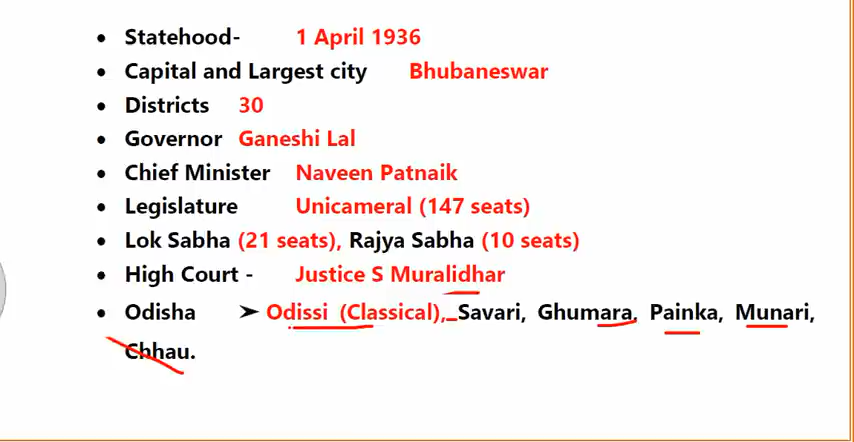 • Statehood- 1 April 1936
• Capital and Largest city Bhubaneswar
• Districts 30
• Governor Ganeshi Lal
• Chief Minister Naveen Patnaik
• Legislature Unicameral (147 seats)
• Lok Sabha (21 seats), Rajya Sabha (10 seats)
• High Court - Justice S Muralidhar
• Odisha ➤ Odissi (Classical), Savari, Ghumara, Painka, Munari,
Chhau.